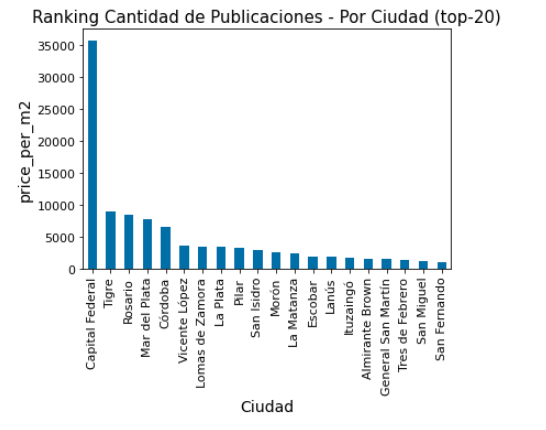 Ranking Cantidad de Publicaciones - Por Ciudad (top-20)
price_per_m2
35000
30000
25000
20000
15000
10000
5000
0
Capital Federal
Tigre
Rosario
Mar del Plata
Córdoba
Vicente López
Lomas de Zamora
La Plata
Pilar
San Isidro
Morón
La Matanza
Escobar
Lanús
Ituzaingó
Almirante Brown
General San Martín
Tres de Febrero
San Miguel
San Fernando
Ciudad